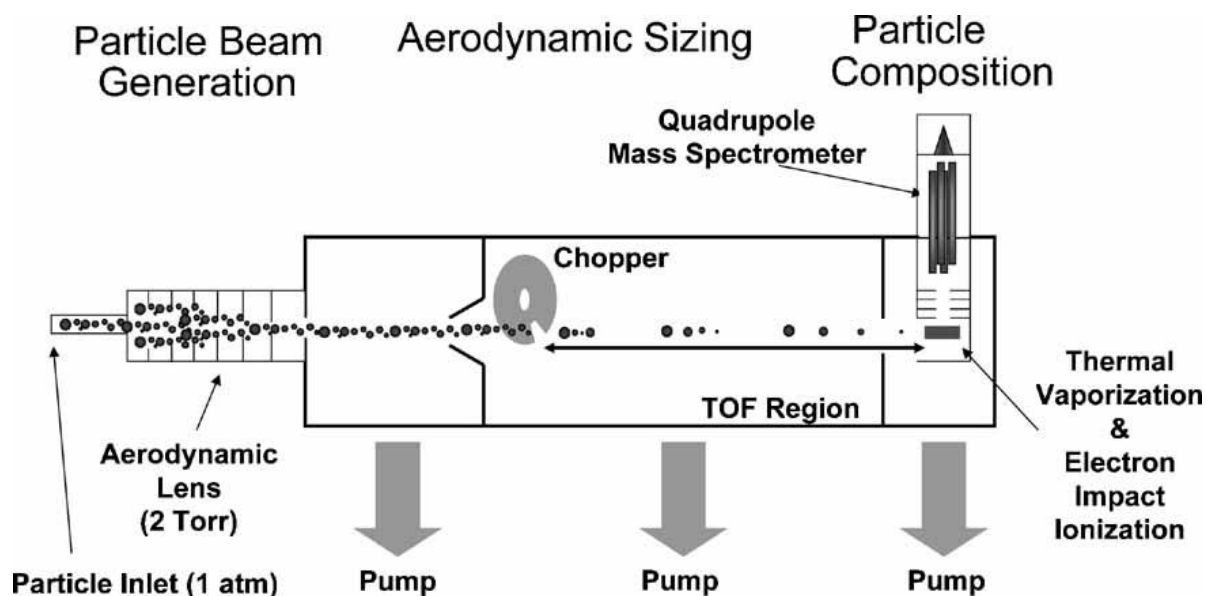 Particle Beam
Generation
Aerodynamic Sizing
Particle
Composition
Quadrupole
Mass Spectrometer
Chopper
TOF Region
Thermal
Vaporization
&
Electron
Impact
Ionization
Aerodynamic
Lens
(2 Torr)
Particle Inlet (1 atm)
Pump
Pump
Pump